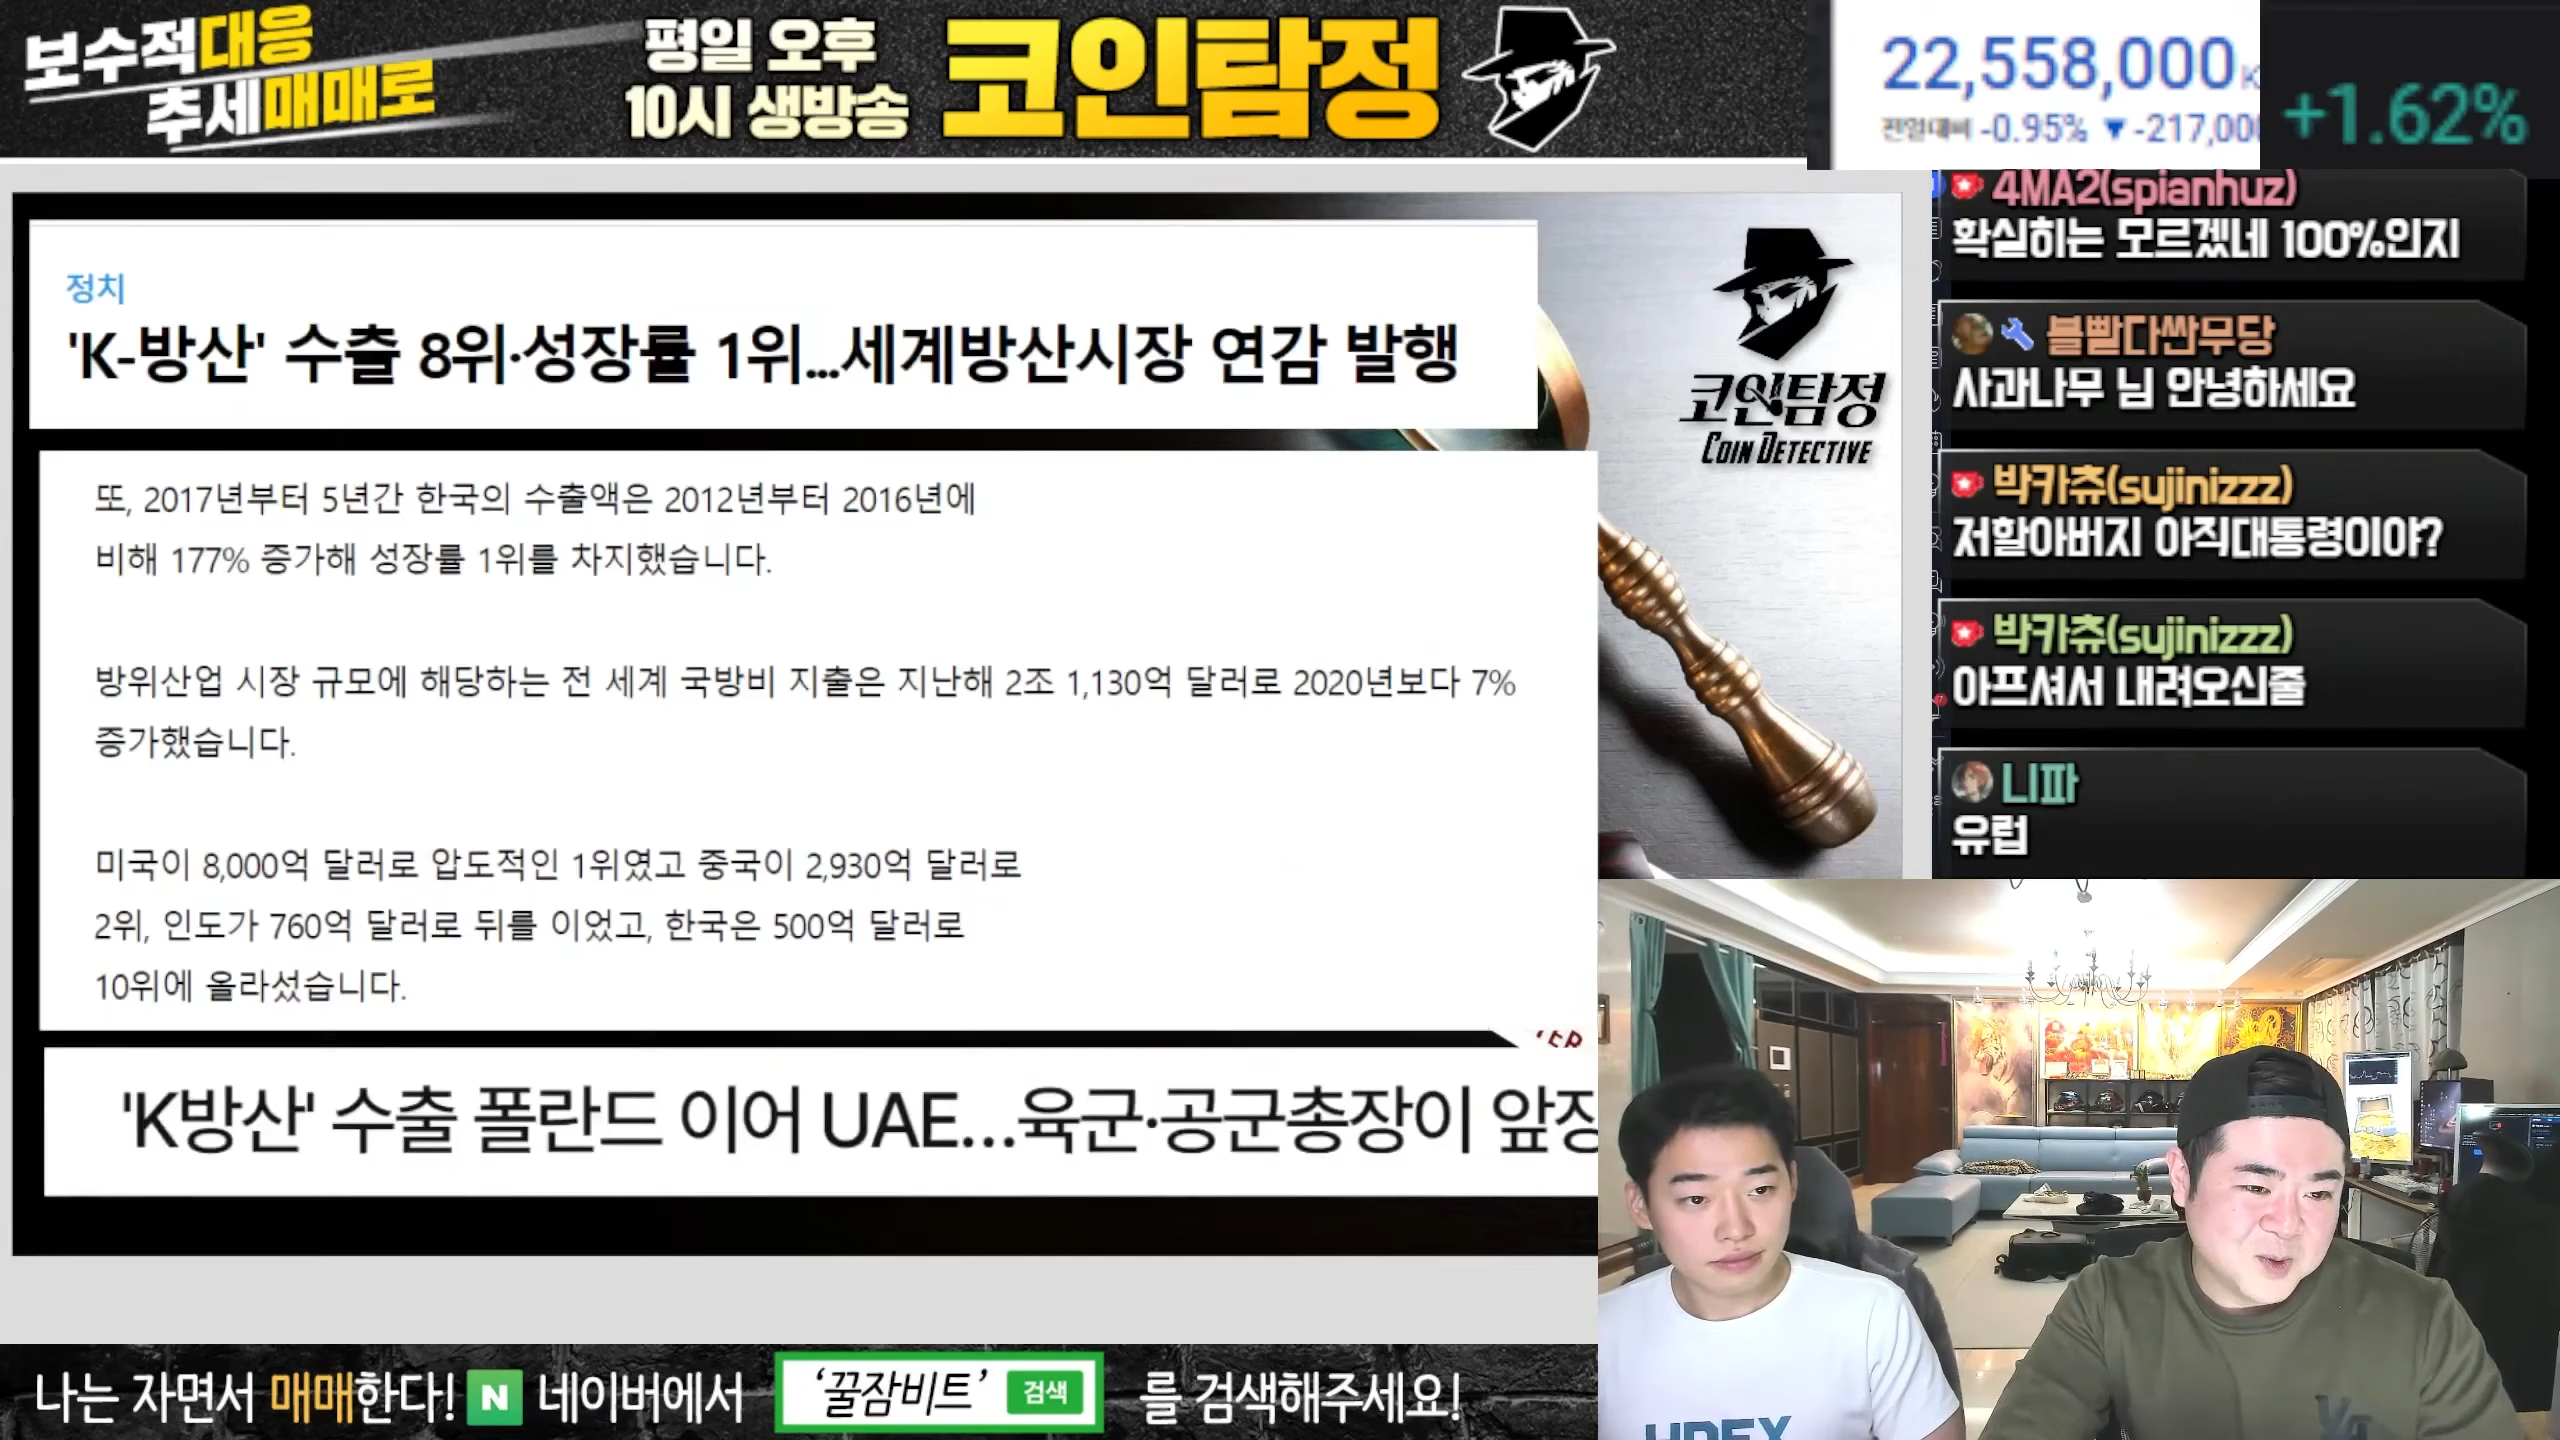 보수적대응
추세매매로
평일 오후
10시 생방송
코인탐정
22,558,000
전일대비 -0.95% ▼ -217,00
+1.62%
정치
'K-방산' 수출 8위·성장률 1위...세계방산시장 연감 발행
코인탐정
COIN DETECTIVE
또, 2017년부터 5년간 한국의 수출액은 2012년부터 2016년에
비해 177% 증가해 성장률 1위를 차지했습니다.
방위산업 시장 규모에 해당하는 전 세계 국방비 지출은 지난해 2조 1,130억 달러로 2020년보다 7%
증가했습니다.
미국이 8,000억 달러로 압도적인 1위였고 중국이 2,930억 달러로
2위, 인도가 760억 달러로 뒤를 이었고, 한국은 500억 달러로
10위에 올라섰습니다.
'K방산' 수출 폴란드 이어 UAE...육군·공군총장이 앞장
4MA2(spianhuz)
확실히는 모르겠네 100%인지
블빨다싼무당
사과나무 님 안녕하세요
박카츄(sujinizzz)
저할아버지 아직대통령이야?
박카츄(sujinizzz)
아프셔서 내려오신줄
니파
유럽
나는 자면서 매매한다! N 네이버에서 '꿀잠비트' 검색 를 검색해주세요!